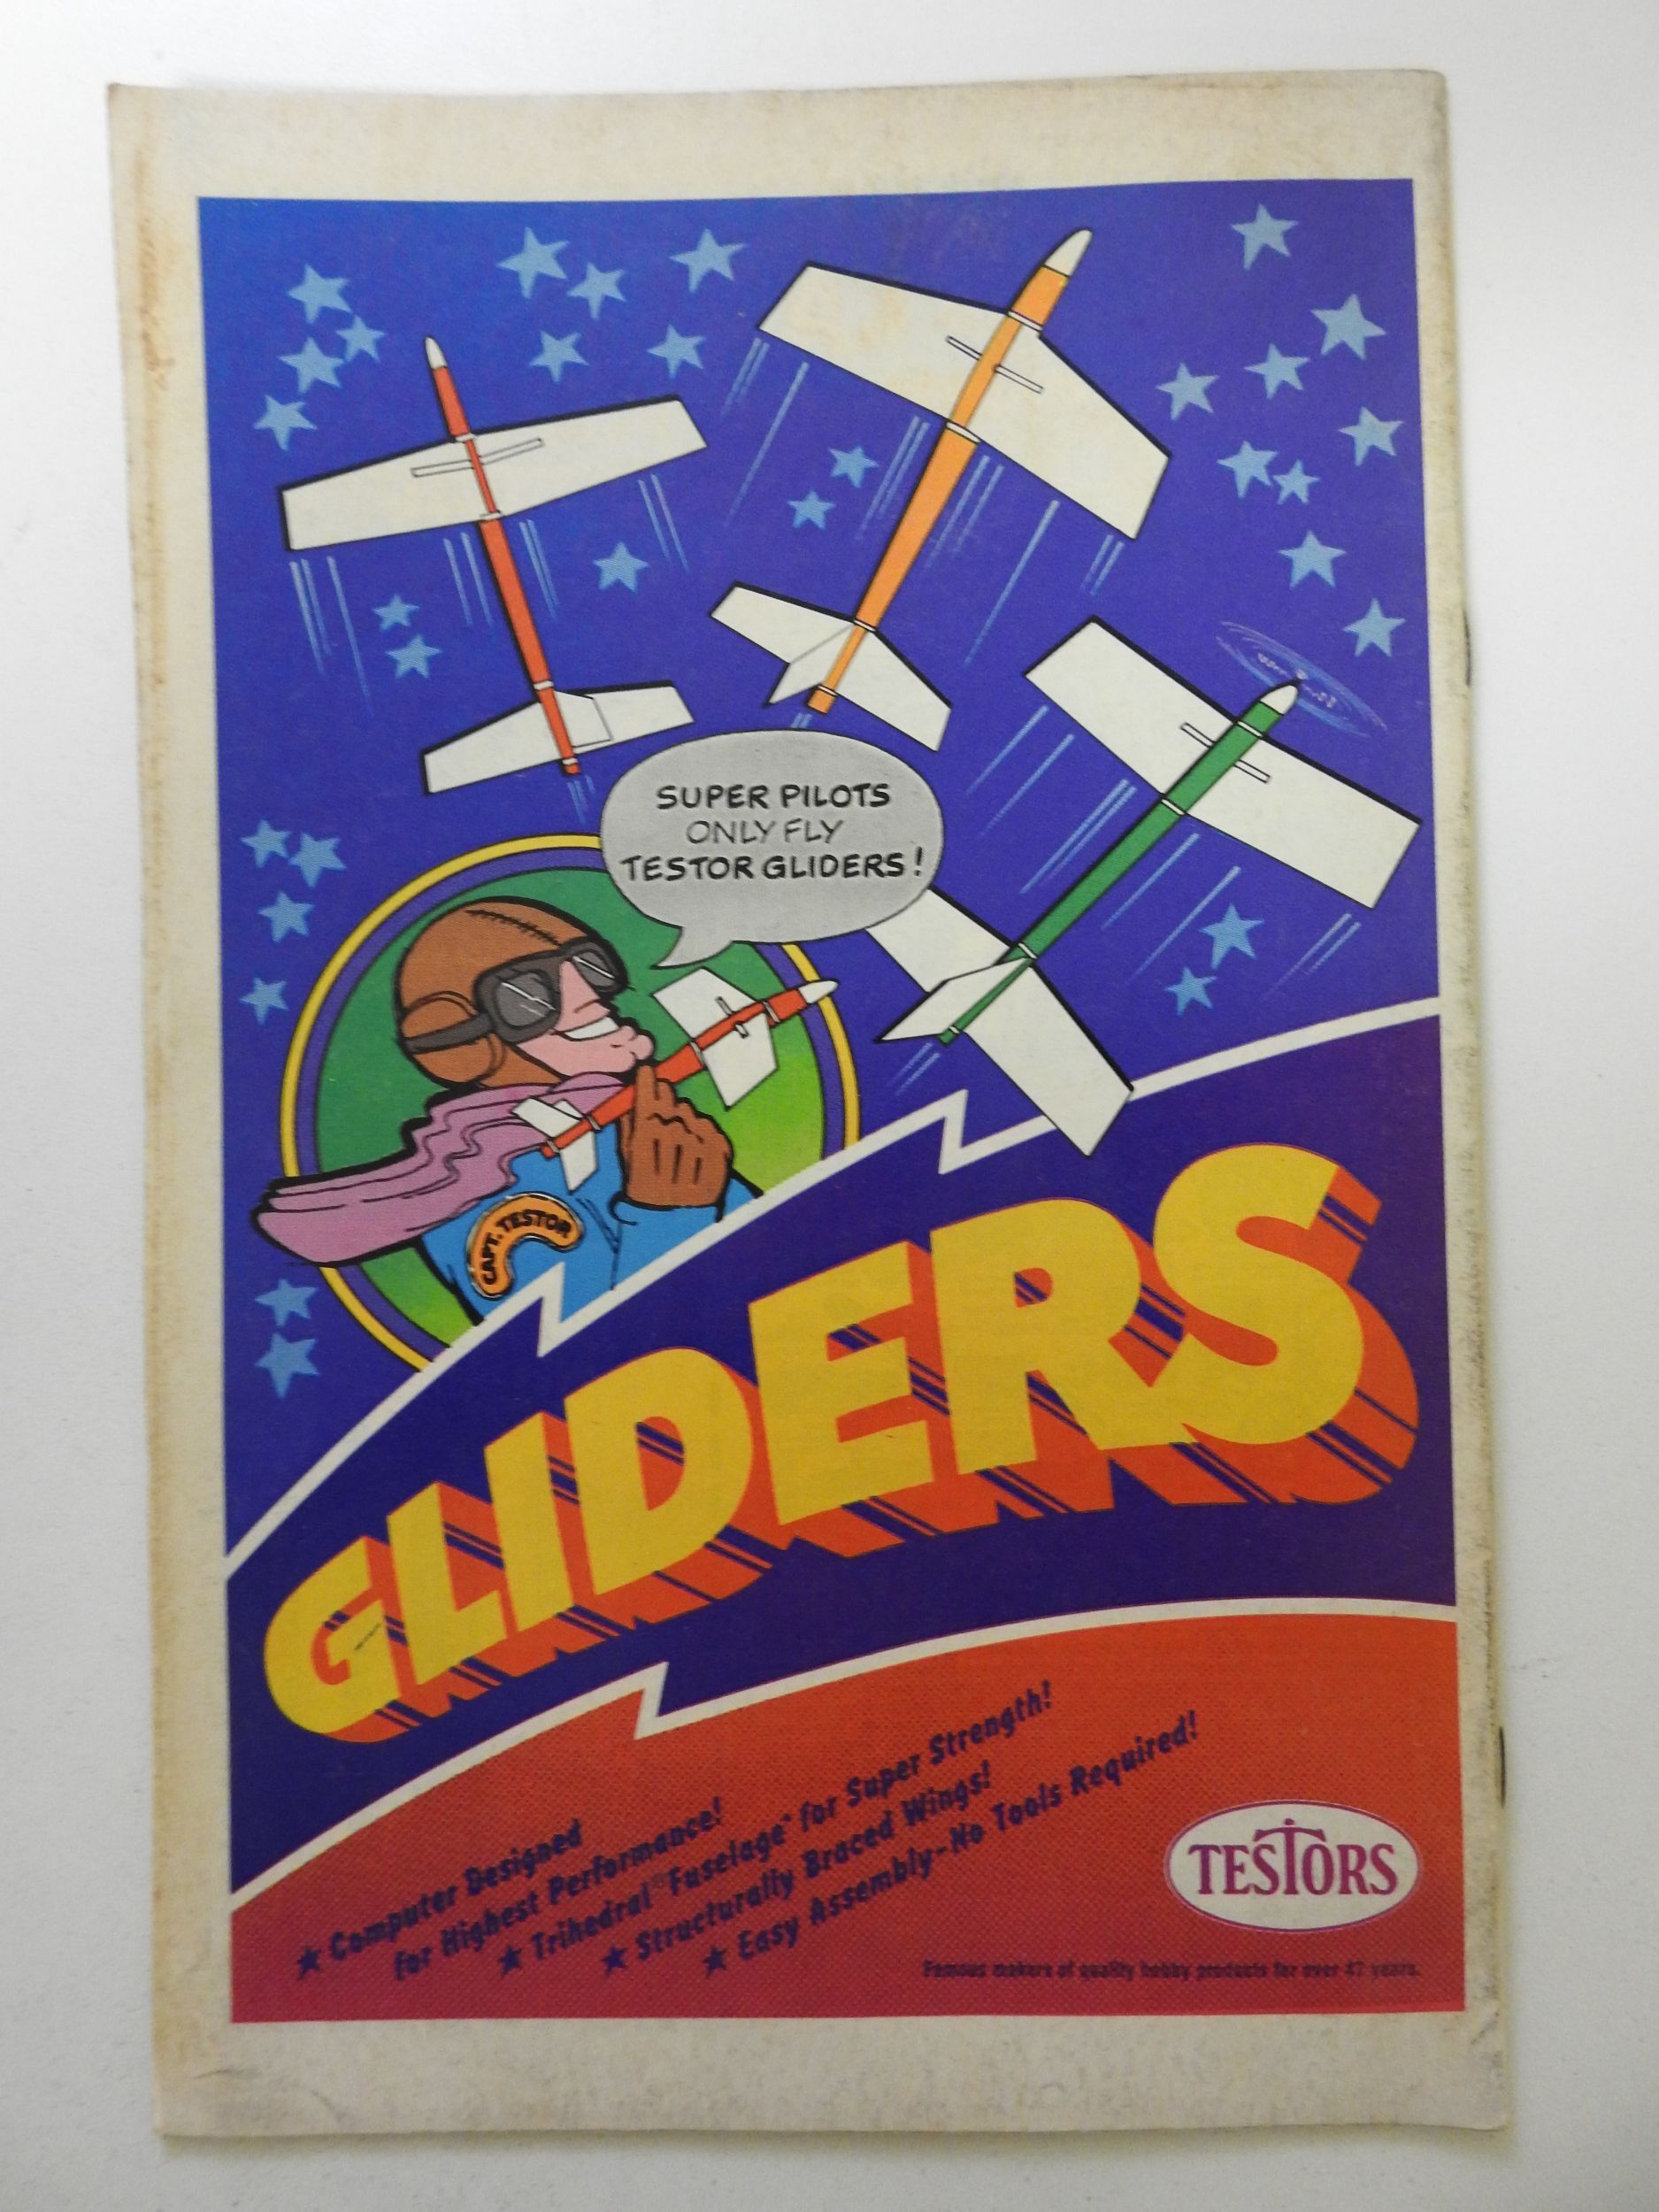 SUPER PILOTS
ONLY FLY
TESTOR GLIDERS!
CAPT. TESTOR
GLIDERS
★ Computer Designed
for Highest Performance!
★ Trihedral® Fuselage for Super Strength!
★ Structurally Braced Wings!
★ Easy Assembly-No Tools Required!
TESTORS
Famous makers of quality hobby products for over 47 years.